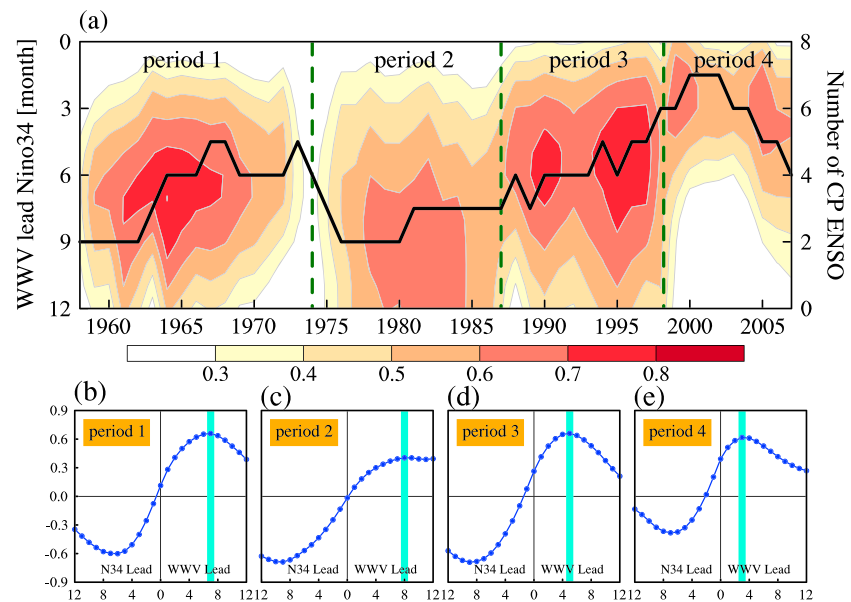 (a)
0
8
period 1
period 2
period 3
period 4
3
6
6
4
9
2
12
0
WWV lead Nino34 [month]
Number of CP ENSO
1960 1965 1970 1975 1980 1985 1990 1995 2000 2005
0.3 0.4 0.5 0.6 0.7 0.8
(b) (c) (d) (e)
0.9
0.6
0.3
0.0
-0.3
-0.6
-0.9
period 1
period 2
period 3
period 4
N34 Lead WWV Lead
N34 Lead WWV Lead
N34 Lead WWV Lead
N34 Lead WWV Lead
12 8 4 0 4 8 12
12 8 4 0 4 8 12
12 8 4 0 4 8 12
12 8 4 0 4 8 12